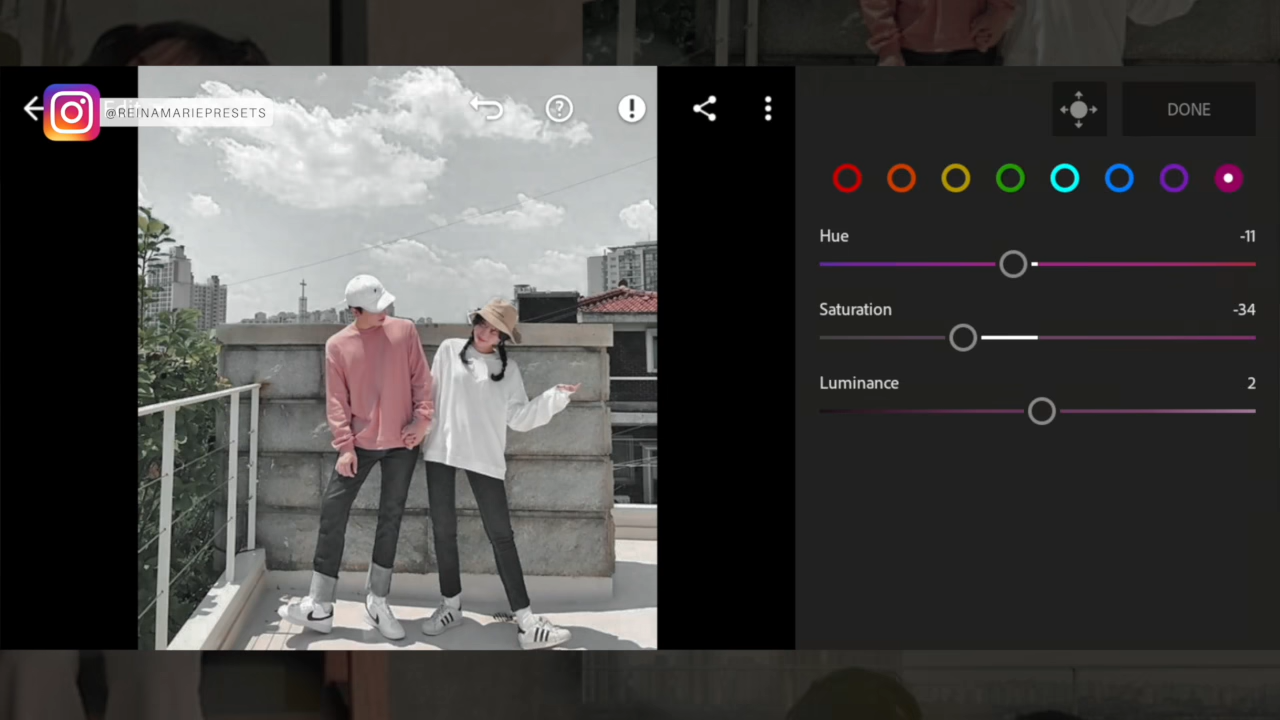 @REINAMARIEPRESETS
DONE
Hue
-11
Saturation
-34
Luminance
2